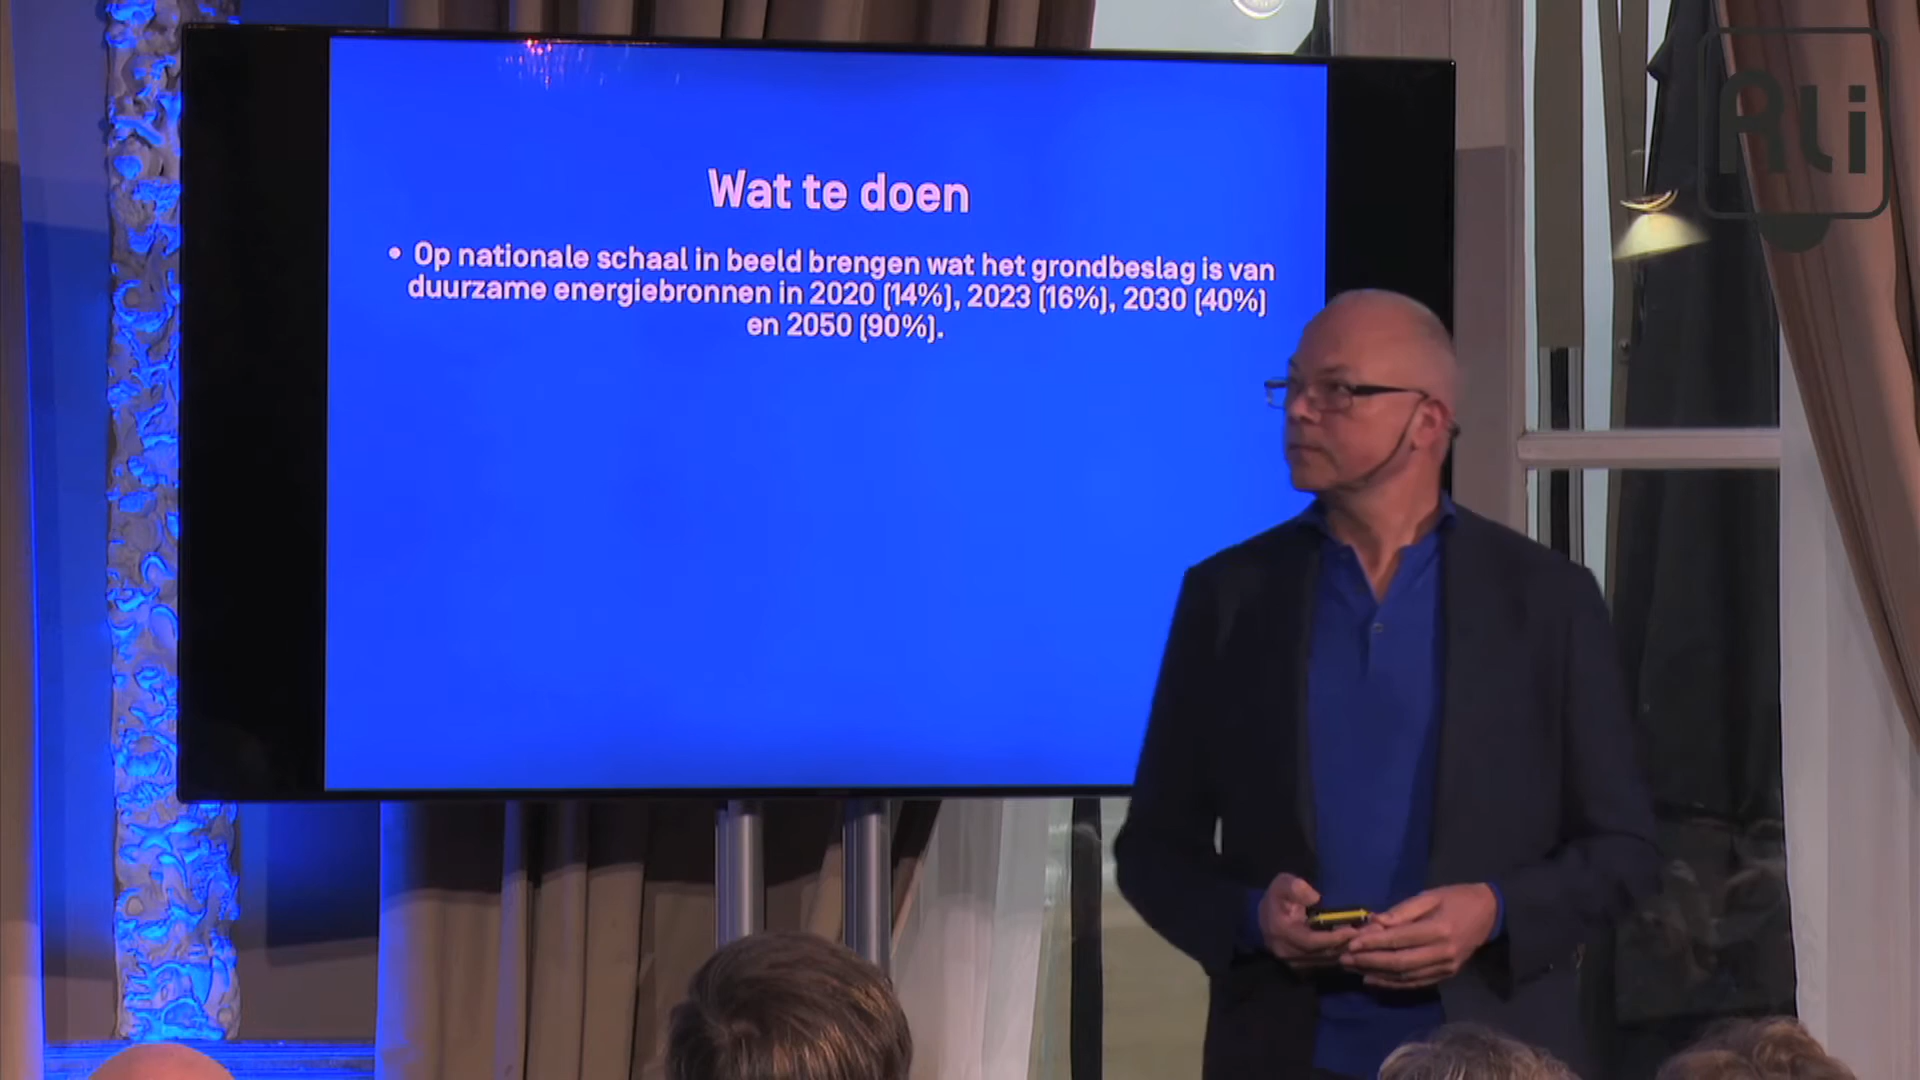 Rli
Wat te doen
• Op nationale schaal in beeld brengen wat het grondbeslag is van
duurzame energiebronnen in 2020 (14%), 2023 (16%), 2030 (40%)
en 2050 (90%).